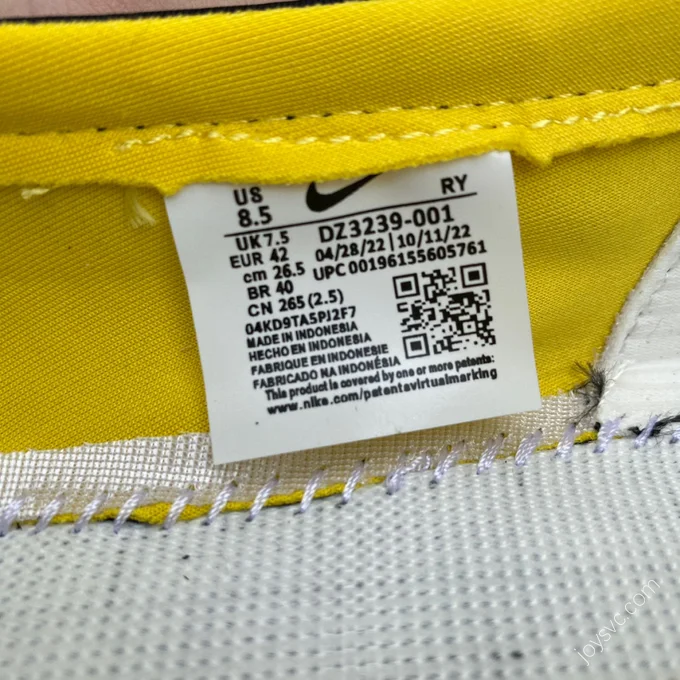 US RY
8.5 DZ3239-001
UK 7.5 04/28/22 | 10/11/22
EUR 42 UPC 00196155605761
cm 26.5
BR 40
CN 265 (2.5)
04KD9TA5PJ2F7
MADE IN INDONESIA
HECHO EN INDONESIA
FABRIQUE EN INDONESIE
FABRICADO NA INDONÉSIA
This product is covered by one or more patents
www.nike.com/patentavirtualmarking
joysvc.com